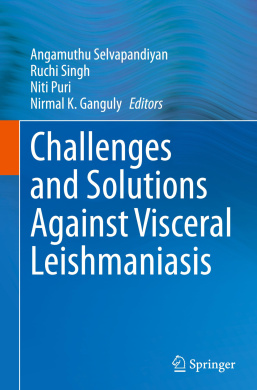 Angamuthu Selvapandiyan
Ruchi Singh
Niti Puri
Nirmal K. Ganguly Editors
Challenges
and Solutions
Against Visceral
Leishmaniasis
Springer